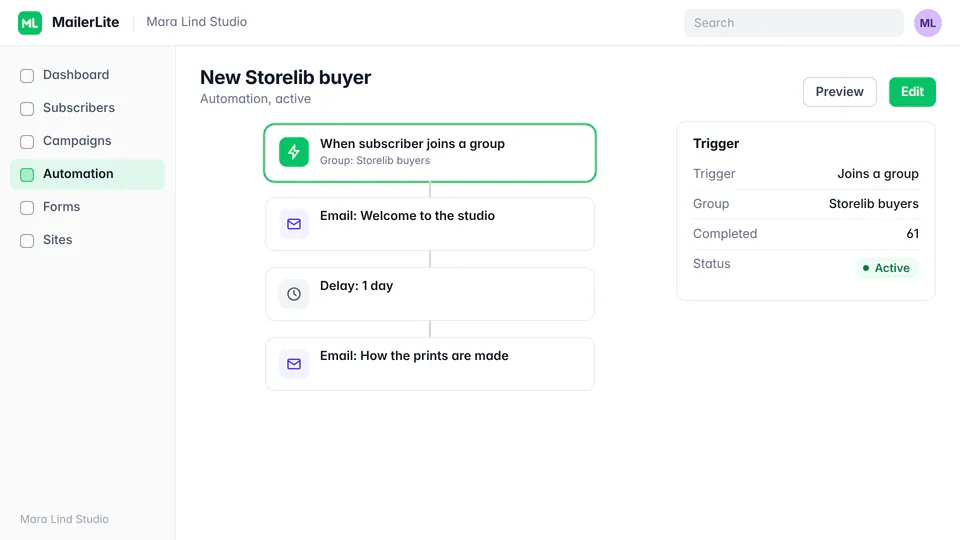 ML MailerLite Mara Lind Studio Search ML
Dashboard
Subscribers
Campaigns
Automation
Forms
Sites
Mara Lind Studio
New Storelib buyer
Automation, active
Preview Edit
When subscriber joins a group
Group: Storelib buyers
Email: Welcome to the studio
Delay: 1 day
Email: How the prints are made
Trigger
Trigger Joins a group
Group Storelib buyers
Completed 61
Status Active